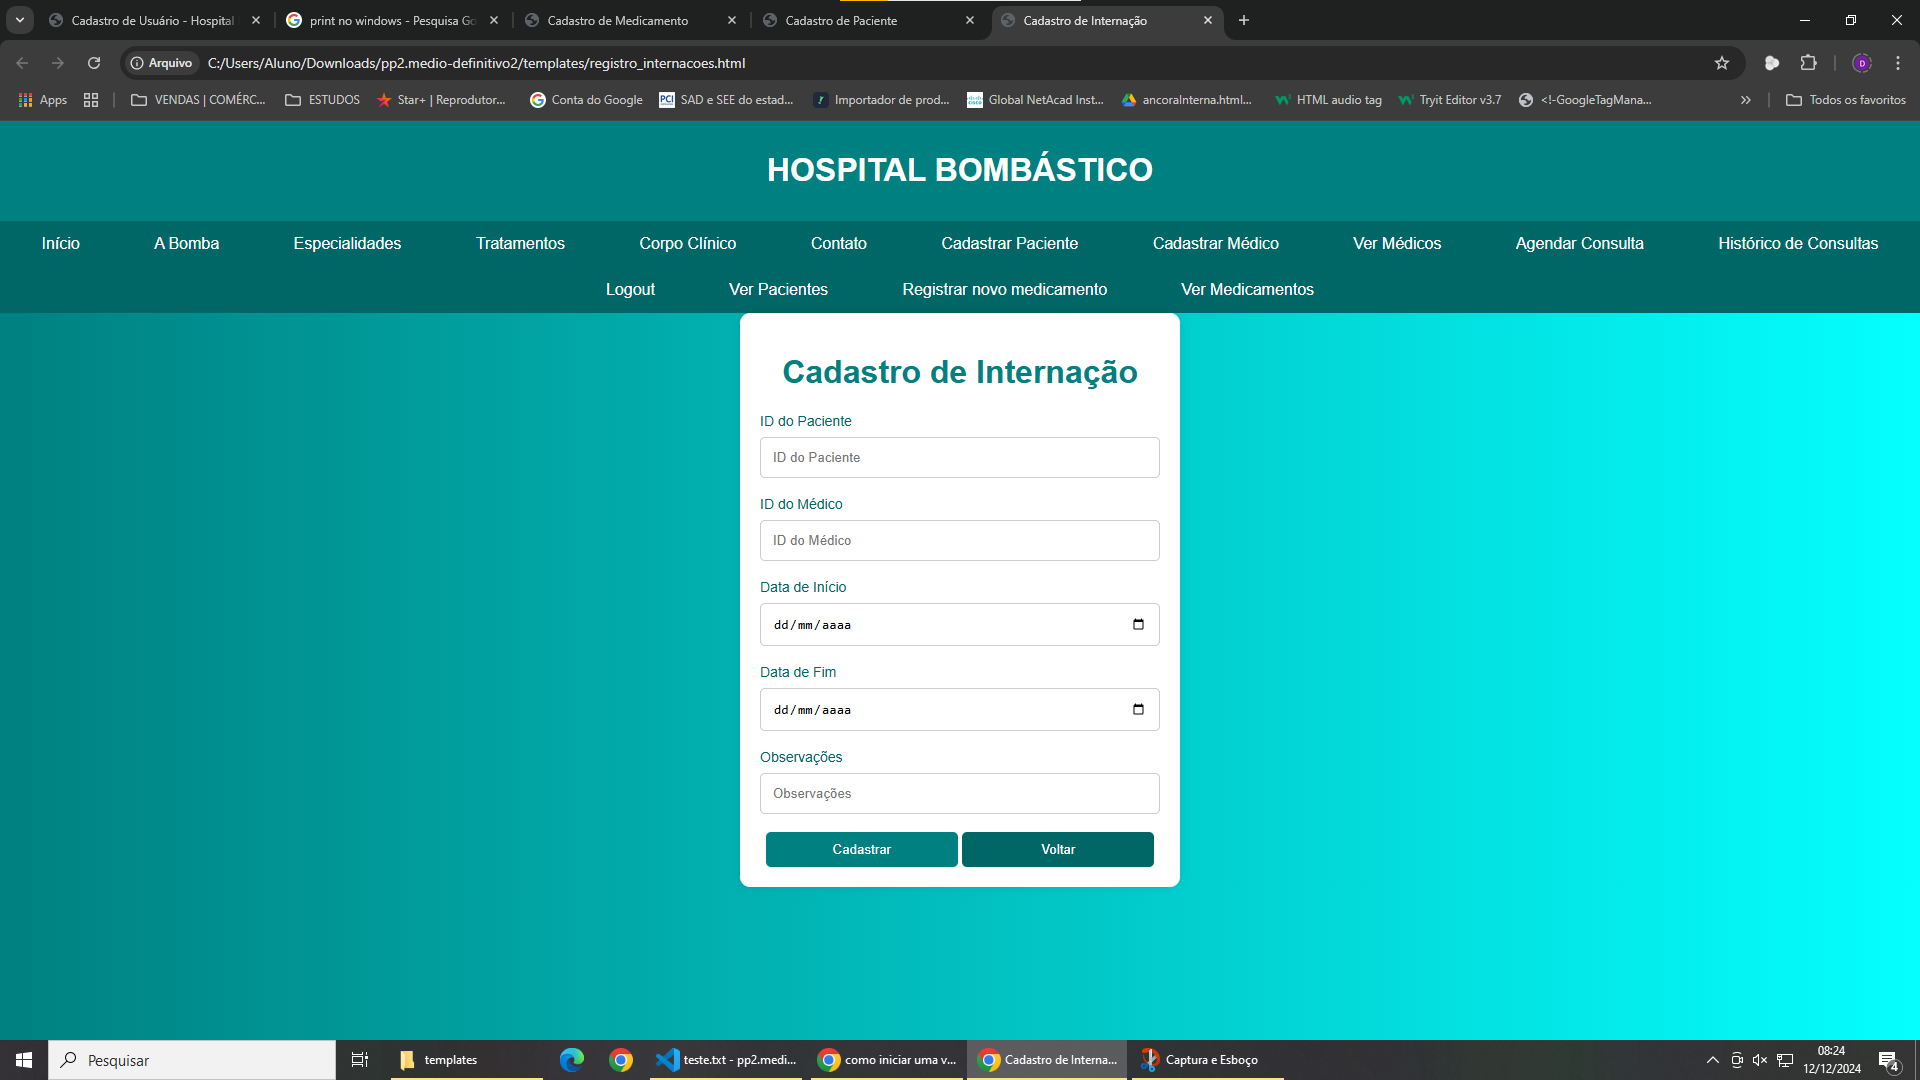 Cadastro de Usuário - Hospital
print no windows - Pesquisa Go
Cadastro de Medicamento
Cadastro de Paciente
Cadastro de Internação
Arquivo
C:/Users/Aluno/Downloads/pp2.medio-definitivo2/templates/registro_internacoes.html
Apps
VENDAS | COMÉRC...
ESTUDOS
Star+ | Reprodutor...
Conta do Google
PCI
SAD e SEE do estad...
Importador de prod...
Global NetAcad Inst...
ancoraInterna.html...
HTML audio tag
Tryit Editor v3.7
<!-GoogleTagMana...
Todos os favoritos
HOSPITAL BOMBÁSTICO
Início
A Bomba
Especialidades
Tratamentos
Corpo Clínico
Contato
Cadastrar Paciente
Cadastrar Médico
Ver Médicos
Agendar Consulta
Histórico de Consultas
Logout
Ver Pacientes
Registrar novo medicamento
Ver Medicamentos
Cadastro de Internação
ID do Paciente
ID do Paciente
ID do Médico
ID do Médico
Data de Início
dd/mm/aaaa
Data de Fim
dd/mm/aaaa
Observações
Observações
Cadastrar
Voltar
Pesquisar
templates
teste.txt - pp2.medi...
como iniciar uma v...
Cadastro de Interna...
Captura e Esboço
08:24
12/12/2024
4